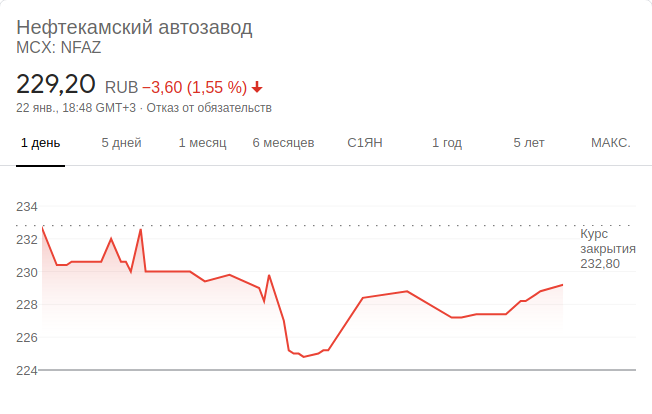 Нефтекамский автозавод
MCX: NFAZ
229,20 RUB −3,60 (1,55 %)
22 янв., 18:48 GMT+3 · Отказ от обязательств
1 день 5 дней 1 месяц 6 месяцев С1ЯН 1 год 5 лет МАКС.
234
232
230
228
226
224
Курс
закрытия
232,80